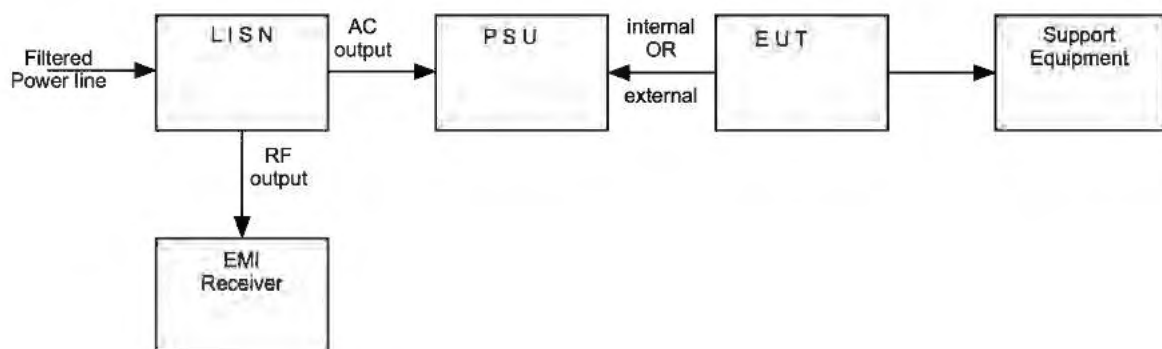 Filtered
Power line
L I S N
AC
output
P S U
internal
OR
external
E U T
Support
Equipment
RF
output
EMI
Receiver